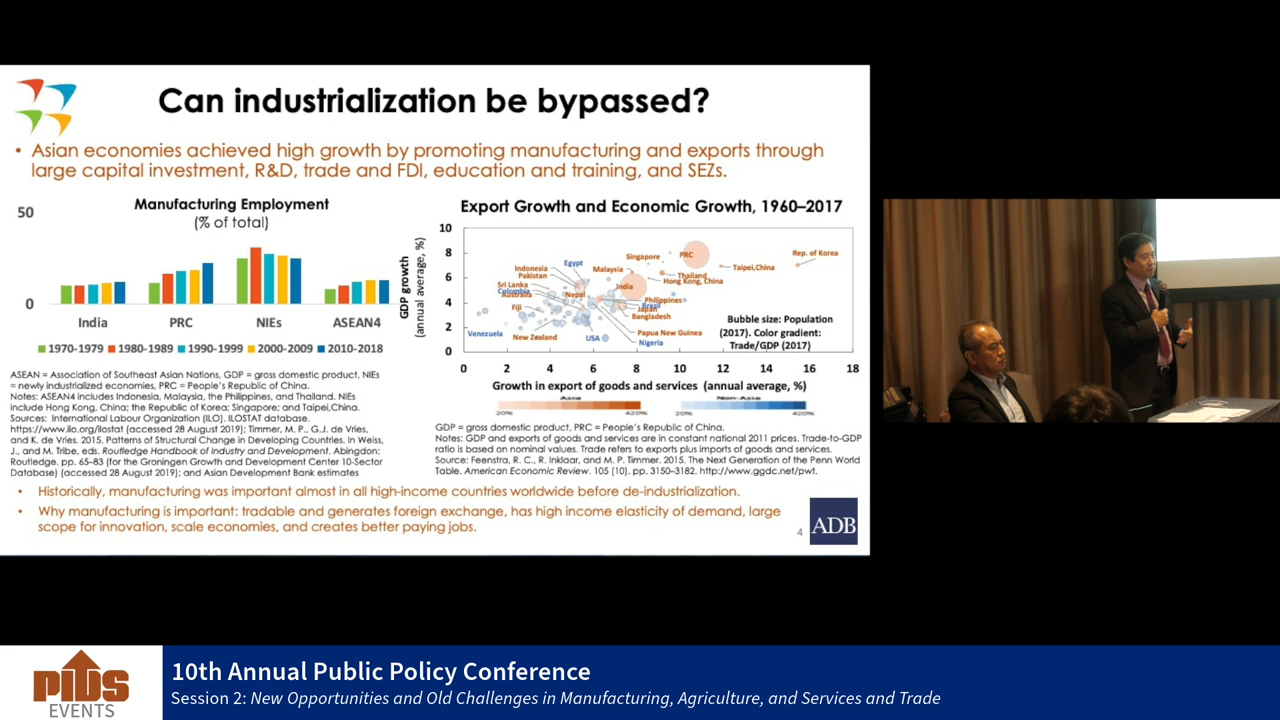 Can industrialization be bypassed?
• Asian economies achieved high growth by promoting manufacturing and exports through
large capital investment, R&D, trade and FDI, education and training, and SEZs.
Manufacturing Employment
(% of total)
50
0
India PRC NIEs ASEAN4
1970-1979 1980-1989 1990-1999 2000-2009 2010-2018
ASEAN = Association of Southeast Asian Nations, GDP = gross domestic product, NIEs
= newly industrialized economies, PRC = People's Republic of China.
Notes: ASEAN4 includes Indonesia, Malaysia, the Philippines, and Thailand. NIEs
include Hong Kong, China; the Republic of Korea; Singapore; and Taipei,China.
Sources: International Labour Organization (ILO). ILOSTAT database.
https://www.ilo.org/ilostat (accessed 28 August 2019); Timmer, M. P., G.J. de Vries,
and K. de Vries. 2015. Patterns of Structural Change in Developing Countries. In Weiss,
J., and M. Tribe, eds. Routledge Handbook of Industry and Development. Abingdon:
Routledge. pp. 65–83 (for the Groningen Growth and Development Center 10-Sector
Database) (accessed 28 August 2019); and Asian Development Bank estimates
Export Growth and Economic Growth, 1960–2017
GDP growth
(annual average, %)
10
8
6
4
2
0
Singapore
PRC
Rep. of Korea
Egypt
Indonesia
Malaysia
Taipei,China
Pakistan
Thailand
Hong Kong, China
Sri Lanka
India
Colombia
Australia
Nepal
Philippines
Brazil
Fiji
Japan
Bangladesh
Venezuela
New Zealand
USA
Papua New Guinea
Nigeria
Bubble size: Population
(2017). Color gradient:
Trade/GDP (2017)
0 2 4 6 8 10 12 14 16 18
Growth in export of goods and services (annual average, %)
Asia Non-Asia
20% 420% 20% 420%
GDP = gross domestic product, PRC = People's Republic of China.
Notes: GDP and exports of goods and services are in constant national 2011 prices. Trade-to-GDP
ratio is based on nominal values. Trade refers to exports plus imports of goods and services.
Source: Feenstra, R. C., R. Inklaar, and M. P. Timmer. 2015. The Next Generation of the Penn World
Table. American Economic Review. 105 (10). pp. 3150–3182. http://www.ggdc.net/pwt.
• Historically, manufacturing was important almost in all high-income countries worldwide before de-industrialization.
• Why manufacturing is important: tradable and generates foreign exchange, has high income elasticity of demand, large
scope for innovation, scale economies, and creates better paying jobs.
4
ADB
PIDS
EVENTS
10th Annual Public Policy Conference
Session 2: New Opportunities and Old Challenges in Manufacturing, Agriculture, and Services and Trade